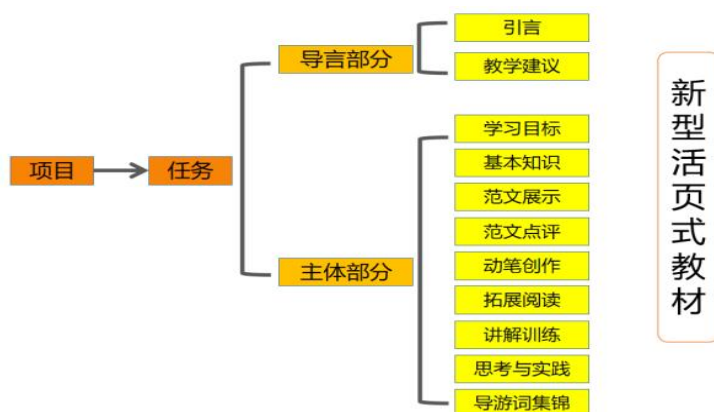 项目
任务
导言部分
引言
教学建议
主体部分
学习目标
基本知识
范文展示
范文点评
动笔创作
拓展阅读
讲解训练
思考与实践
导游词集锦
新型活页式教材